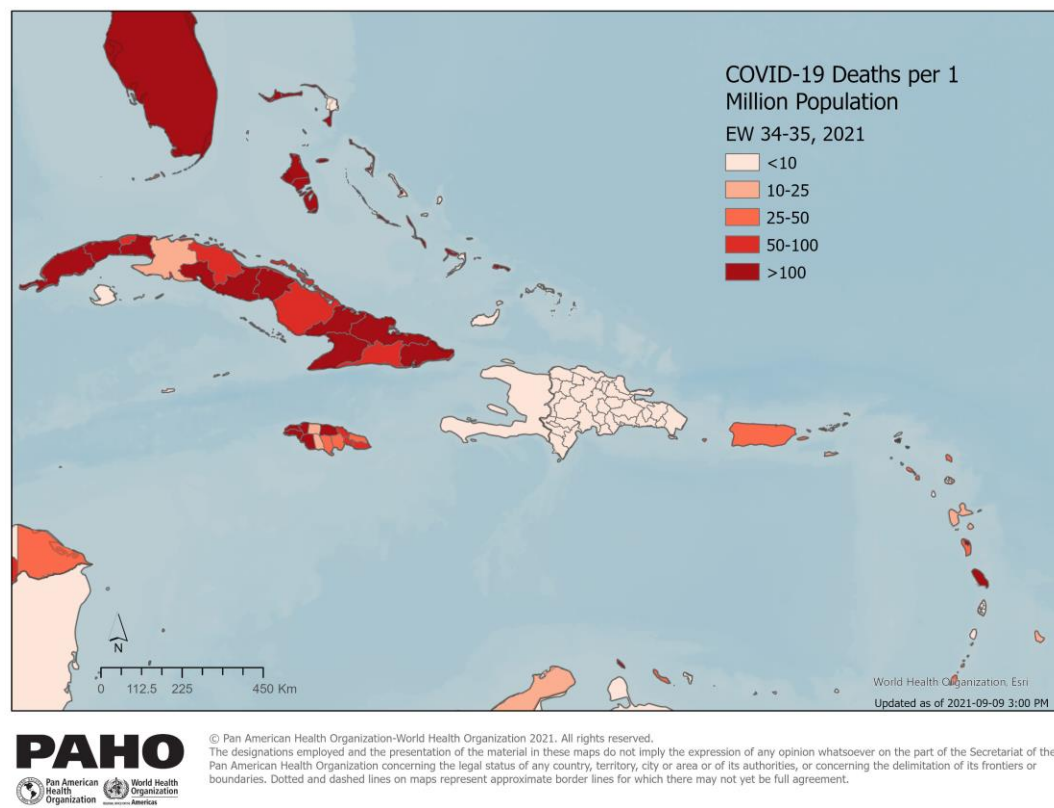 COVID-19 Deaths per 1
Million Population
EW 34-35, 2021
<10
10-25
25-50
50-100
>100
N
0 112.5 225 450 Km
World Health Organization, Esri
Updated as of 2021-09-09 3:00 PM
PAHO
Pan American
Health
Organization
World Health
Organization
Americas
© Pan American Health Organization-World Health Organization 2021. All rights reserved.
The designations employed and the presentation of the material in these maps do not imply the expression of any opinion whatsoever on the part of the Secretariat of the
Pan American Health Organization concerning the legal status of any country, territory, city or area or of its authorities, or concerning the delimitation of its frontiers or
boundaries. Dotted and dashed lines on maps represent approximate border lines for which there may not yet be full agreement.